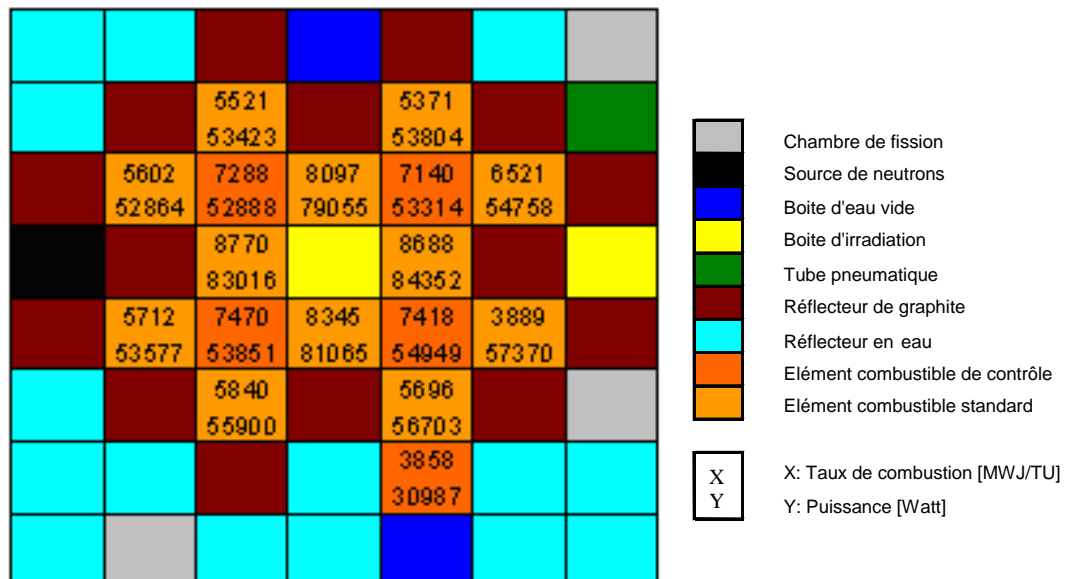 5521 5371
53423 53804
5602 7288 8097 7140 6521
52864 52888 79055 53314 54758
8770 8688
83016 84352
5712 7470 8345 7418 3889
53577 53851 81065 54949 57370
5840 5696
55900 56703
3858
30987
Chambre de fission
Source de neutrons
Boite d'eau vide
Boite d'irradiation
Tube pneumatique
Réflecteur de graphite
Réflecteur en eau
Elément combustible de contrôle
Elément combustible standard
X X: Taux de combustion [MWJ/TU]
Y Y: Puissance [Watt]